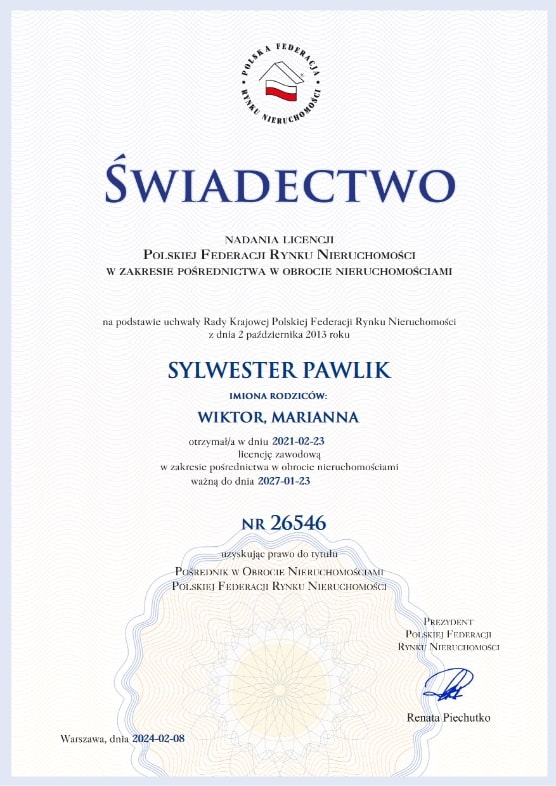 POLSKA FEDERACJA
RYNKU NIERUCHOMOŚCI
ŚWIADECTWO
NADANIA LICENCJI
POLSKIEJ FEDERACJI RYNKU NIERUCHOMOŚCI
W ZAKRESIE POŚREDNICTWA W OBROCIE NIERUCHOMOŚCIAMI
na podstawie uchwały Rady Krajowej Polskiej Federacji Rynku Nieruchomości
z dnia 2 października 2013 roku
SYLWESTER PAWLIK
IMIONA RODZICÓW:
WIKTOR, MARIANNA
otrzymał/a w dniu 2021-02-23
licencję zawodową
w zakresie pośrednictwa w obrocie nieruchomościami
ważną do dnia 2027-01-23
NR 26546
uzyskując prawo do tytułu
POŚREDNIK W OBROCIE NIERUCHOMOŚCIAMI
POLSKIEJ FEDERACJI RYNKU NIERUCHOMOŚCI
PREZYDENT
POLSKIEJ FEDERACJI
RYNKU NIERUCHOMOŚCI
Renata Piechutko
Warszawa, dnia 2024-02-08